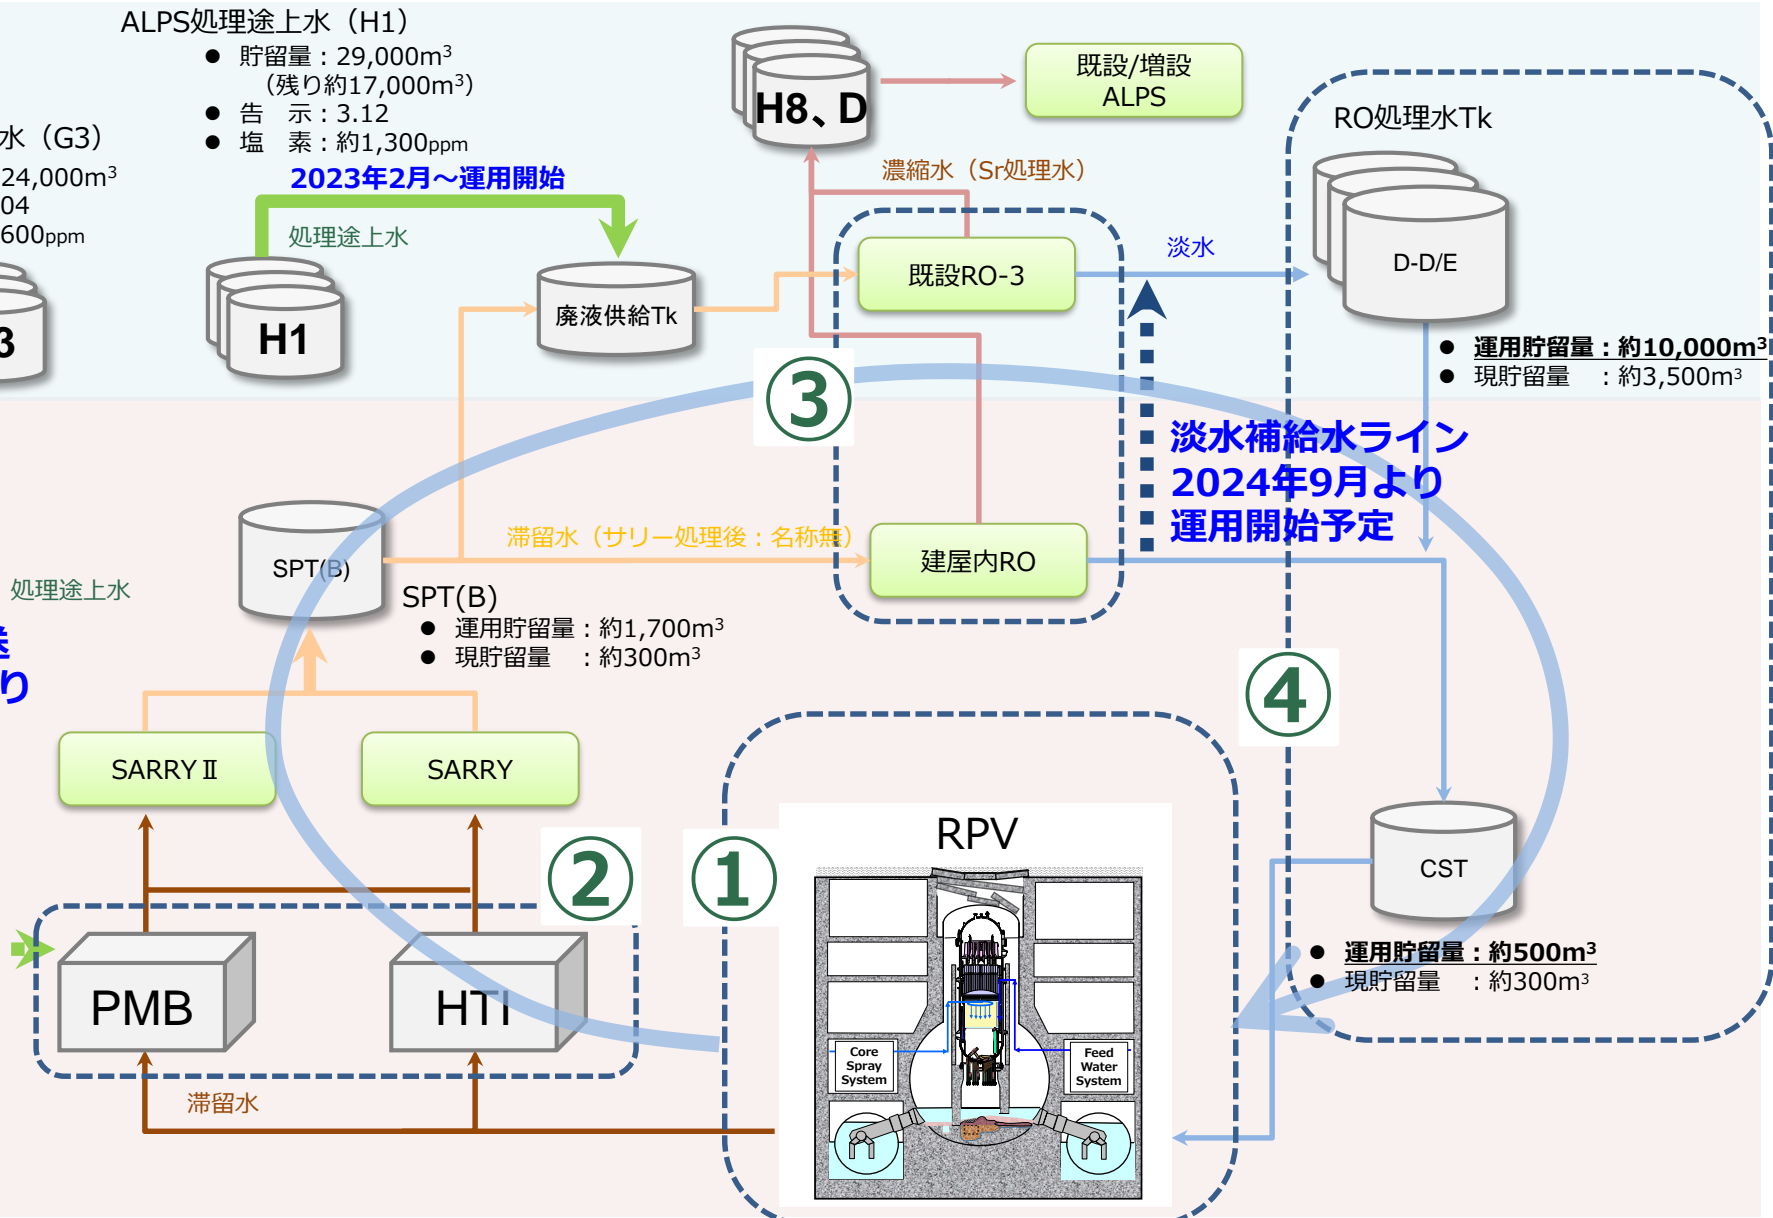 ALPS処理途上水（H1）
● 貯留量：29,000m³
（残り約17,000m³）
● 告　示：3.12
● 塩　素：約1,300ppm
2023年2月～運用開始
処理途上水
水（G3）
24,000m³
04
600ppm
3
H1
廃液供給Tk
H8、D
既設/増設
ALPS
濃縮水（Sr処理水）
既設RO-3
淡水
RO処理水Tk
D-D/E
● 運用貯留量：約10,000m³
● 現貯留量　：約3,500m³
③
淡水補給水ライン
2024年9月より
運用開始予定
滞留水（サリー処理後：名称無）
建屋内RO
SPT(B)
SPT(B)
● 運用貯留量：約1,700m³
● 現貯留量　：約300m³
処理途上水
り
SARRYⅡ
SARRY
④
②
①
RPV
Core
Spray
System
Feed
Water
System
CST
● 運用貯留量：約500m³
● 現貯留量　：約300m³
PMB
HTI
滞留水